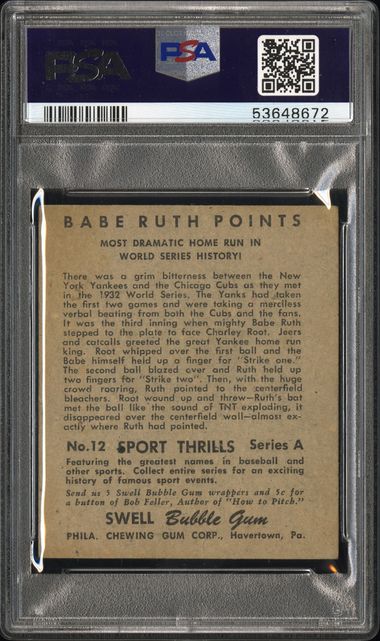 PSA
PSA
53648672
BABE RUTH POINTS
MOST DRAMATIC HOME RUN IN
WORLD SERIES HISTORY!
There was a grim bitterness between the New
York Yankees and the Chicago Cubs as they met
in the 1932 World Series. The Yanks had taken
the first two games and were taking a merciless
verbal beating from both the Cubs and the fans.
It was the third inning when mighty Babe Ruth
stepped to the plate to face Charley Root. Jeers
and catcalls greeted the great Yankee home run
king. Root whipped over the first ball and the
Babe himself held up a finger for "Strike one."
The second ball blazed over and Ruth held up
two fingers for "Strike two." Then, with the huge
crowd roaring, Ruth pointed to the centerfield
bleachers. Root wound up and threw—Ruth's bat
met the ball like the sound of TNT exploding, it
disappeared over the centerfield wall—almost ex-
actly where Ruth had pointed.
No. 12 SPORT THRILLS Series A
Featuring the greatest names in baseball and
other sports. Collect entire series for an exciting
history of famous sport events.
Send us 5 Swell Bubble Gum wrappers and 5c for
a button of Bob Feller, Author of "How to Pitch."
SWELL Bubble Gum
PHILA. CHEWING GUM CORP., Havertown, Pa.